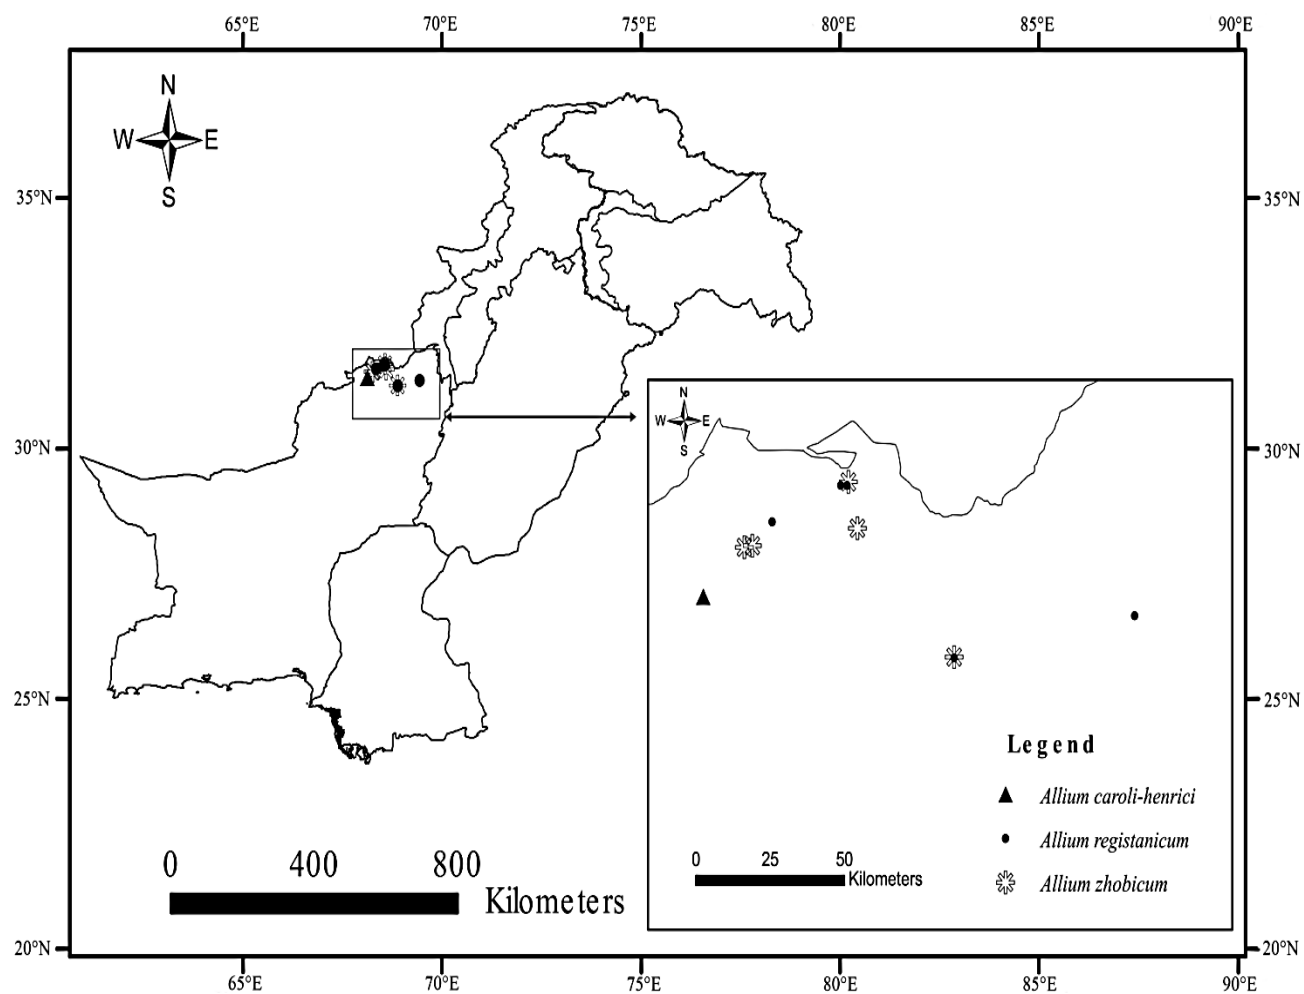 65°E 70°E 75°E 80°E 85°E 90°E
N
W E
S
35°N 35°N
N
W E
S
30°N 30°N
25°N 25°N
Legend
Allium caroli-henrici
Allium registanicum
Allium zhobicum
0 25 50
Kilometers
0 400 800
Kilometers
20°N 20°N
65°E 70°E 75°E 80°E 85°E 90°E